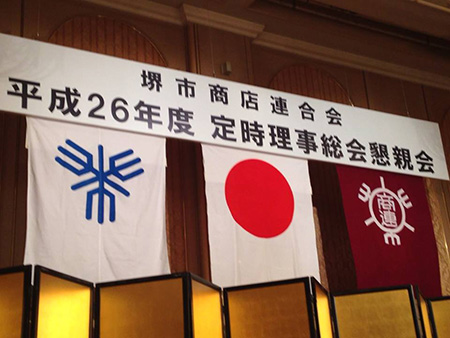 堺市商店連合会
平成26年度 定時理事総会懇親会
商連